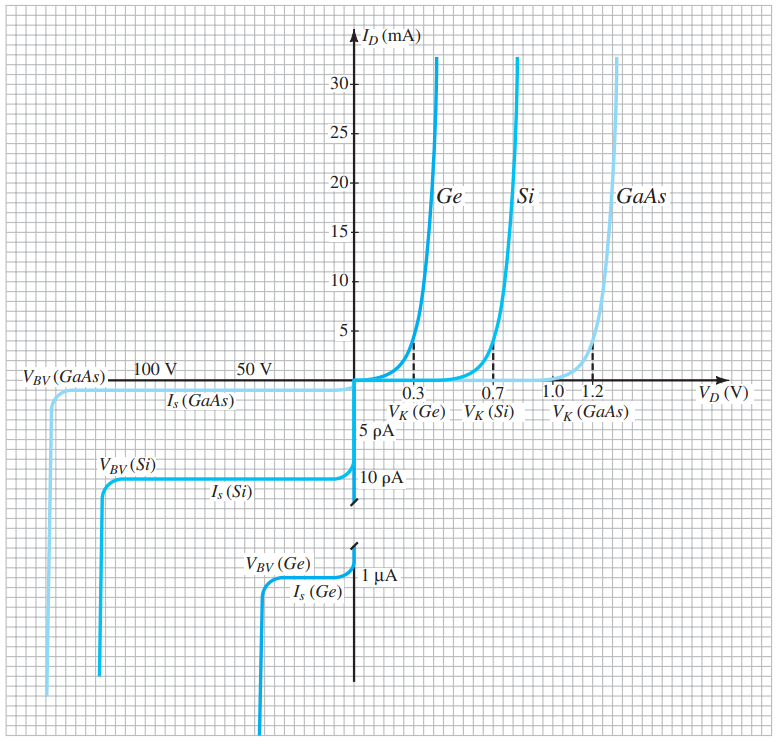 I_D (mA)
30
25
20
Ge Si GaAs
15
10
5
V_BV (GaAs) 100 V 50 V
I_s (GaAs)
0.3 0.7 1.0 1.2 V_D (V)
V_K (Ge) V_K (Si) V_K (GaAs)
5 ρA
V_BV (Si)
10 ρA
I_s (Si)
V_BV (Ge)
1 μA
I_s (Ge)